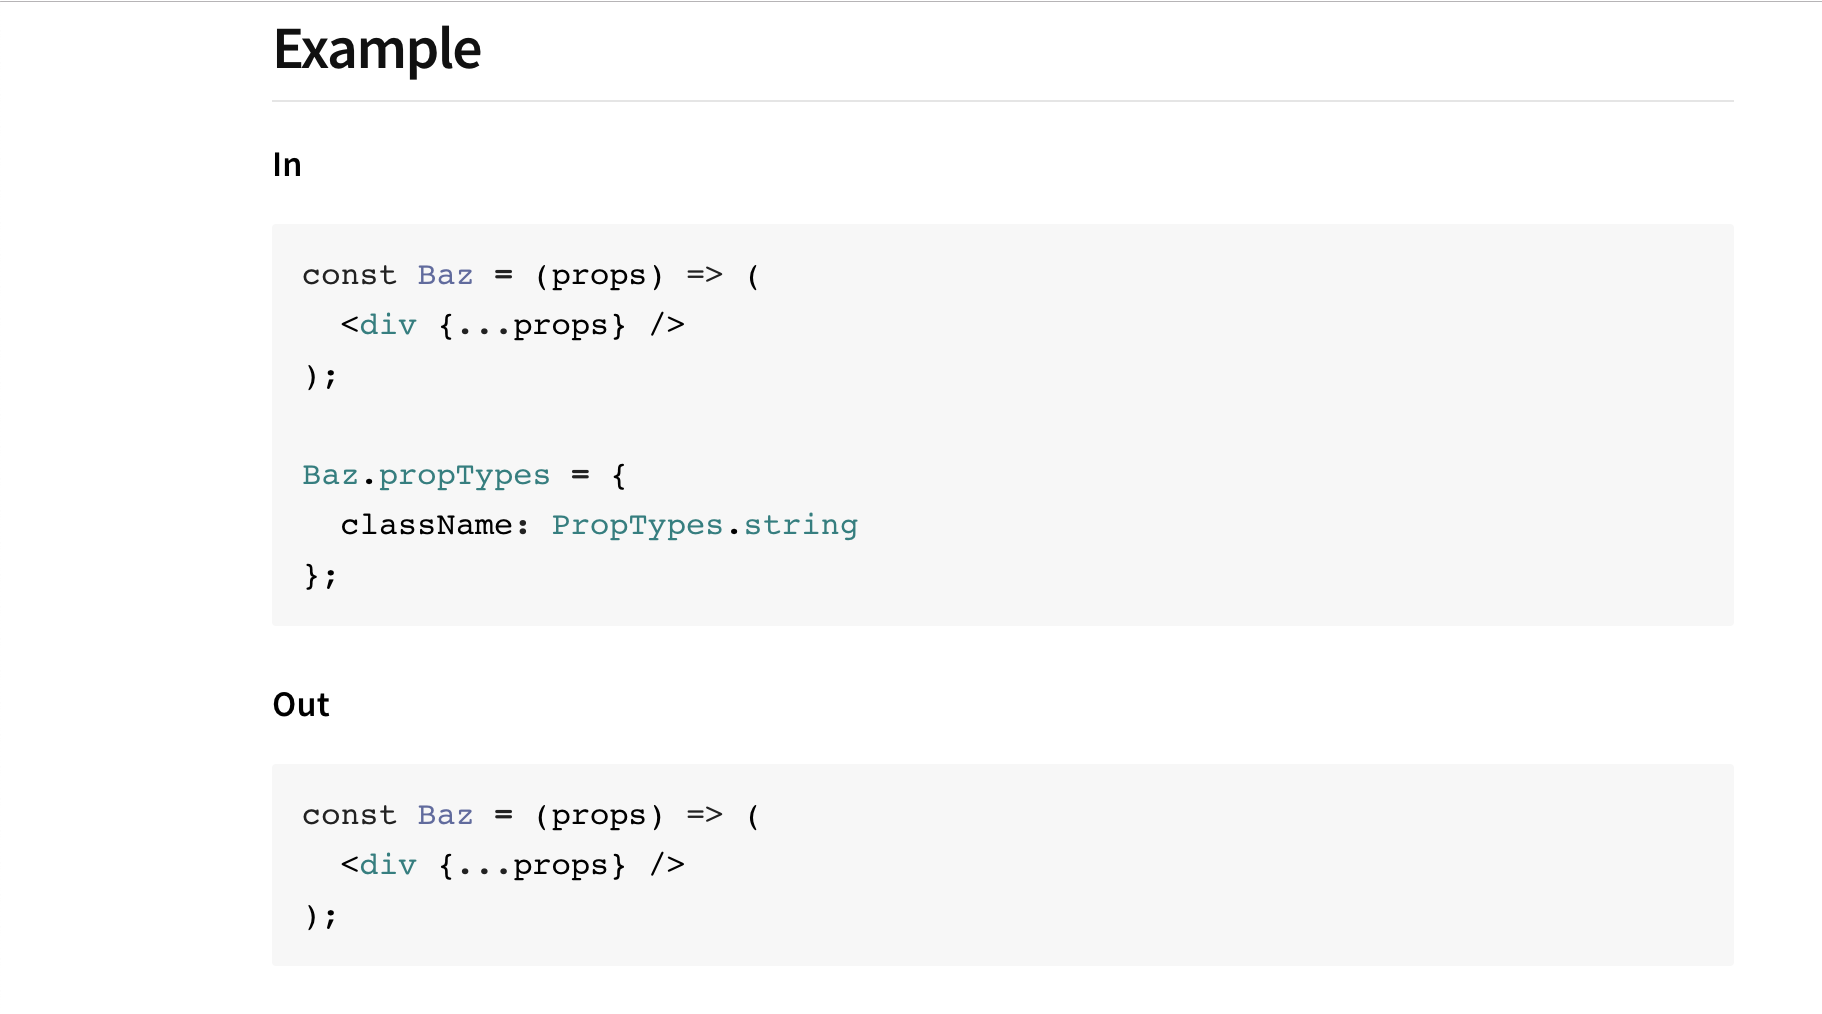 Example
In
const Baz = (props) => (
  <div {...props} />
);

Baz.propTypes = {
  className: PropTypes.string
};
Out
const Baz = (props) => (
  <div {...props} />
);